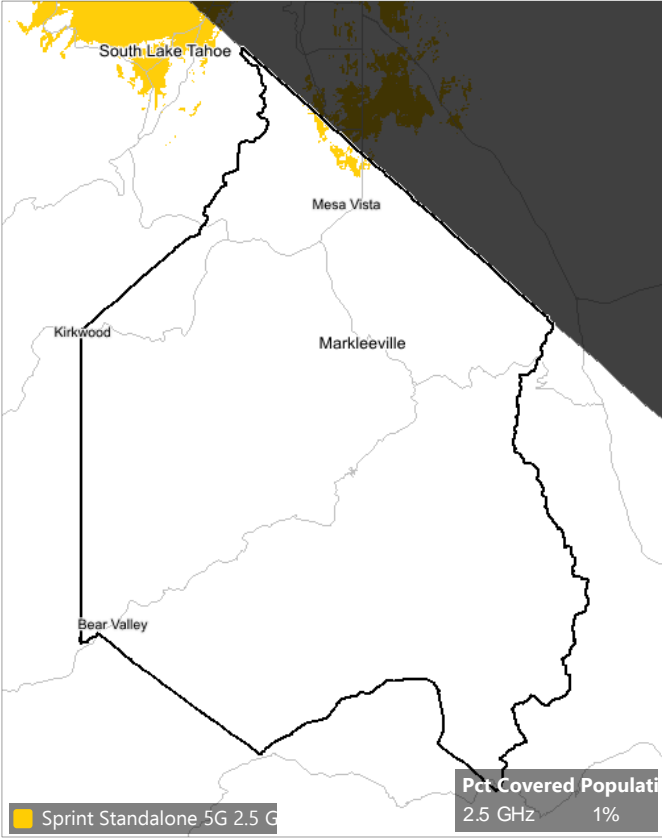 South Lake Tahoe
Mesa Vista
Kirkwood
Markleeville
Bear Valley
Pct Covered Populati
2.5 GHz 1%
Sprint Standalone 5G 2.5 G